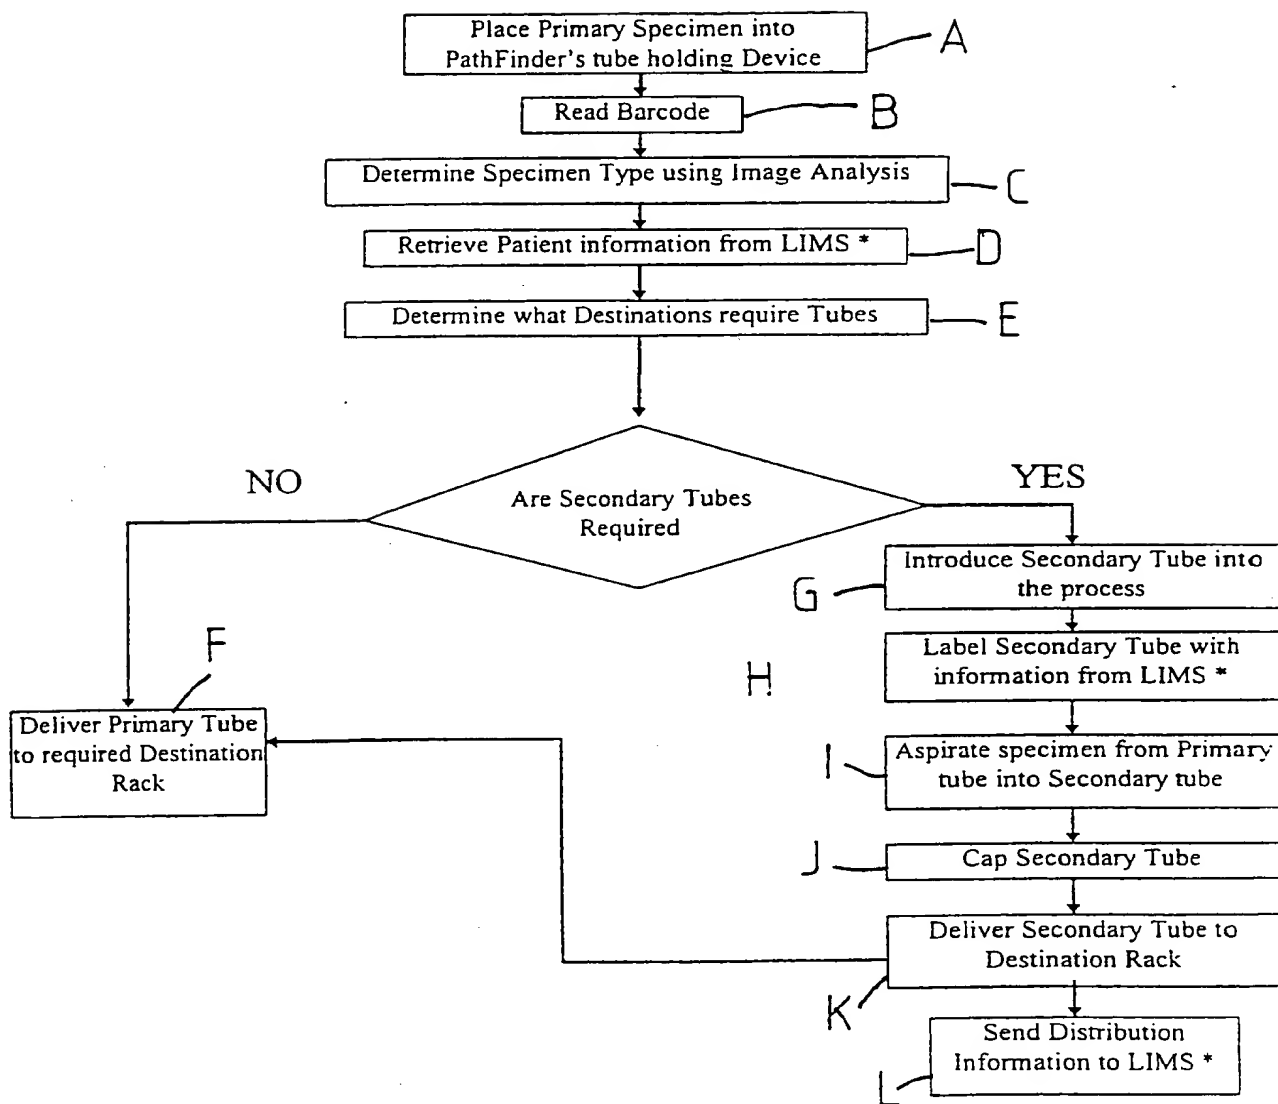 Place Primary Specimen into
PathFinder's tube holding Device
A
Read Barcode
B
Determine Specimen Type using Image Analysis
C
Retrieve Patient information from LIMS *
D
Determine what Destinations require Tubes
E
NO
YES
Are Secondary Tubes
Required
Introduce Secondary Tube into
the process
G
F
Label Secondary Tube with
information from LIMS *
H
Deliver Primary Tube
to required Destination
Rack
Aspirate specimen from Primary
tube into Secondary tube
I
Cap Secondary Tube
J
Deliver Secondary Tube to
Destination Rack
K
Send Distribution
Information to LIMS *
L